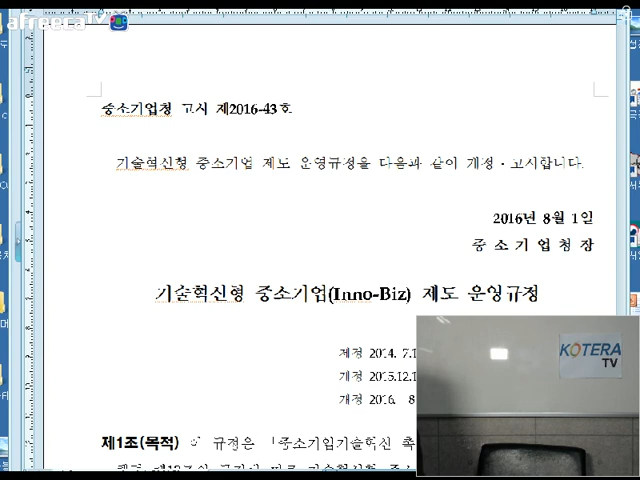 afreecaTV
중소기업청 고시 제2016-43호
기술혁신형 중소기업 제도 운영규정을 다음과 같이 개정·고시합니다.
2016년 8월 1일
중 소 기 업 청 장
기술혁신형 중소기업(Inno-Biz) 제도 운영규정
제정 2014. 7.1
개정 2015.12.1
개정 2016. 8
KOTERA
TV
제1조(목적) 이 규정은 「중소기업기술혁신 촉